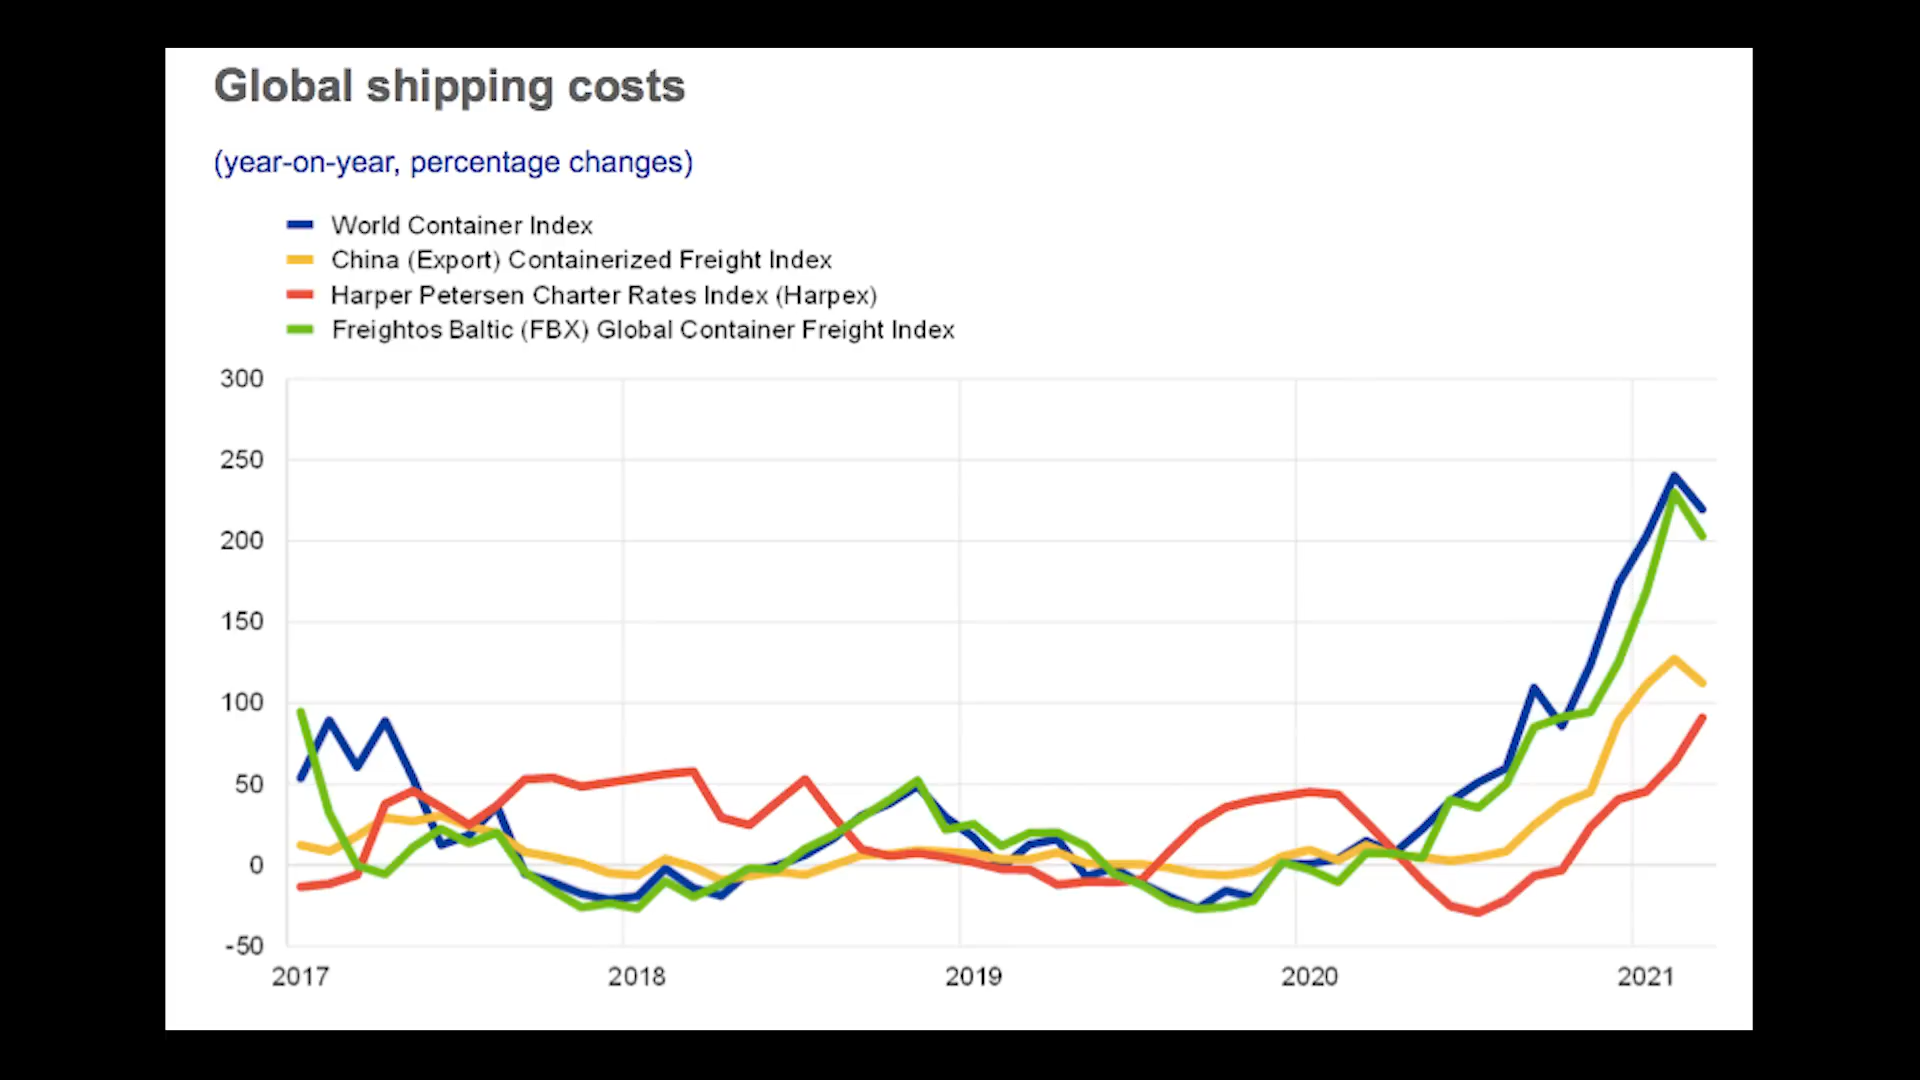 Global shipping costs
(year-on-year, percentage changes)
World Container Index
China (Export) Containerized Freight Index
Harper Petersen Charter Rates Index (Harpex)
Freightos Baltic (FBX) Global Container Freight Index
300
250
200
150
100
50
0
-50
2017 2018 2019 2020 2021